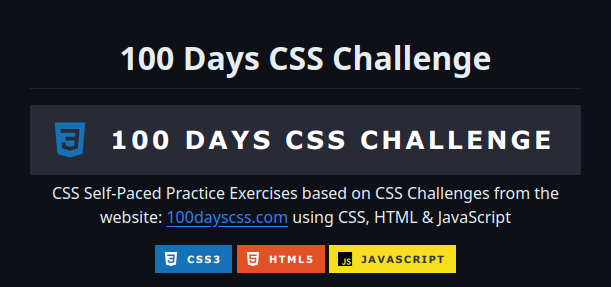 100 Days CSS Challenge
100 DAYS CSS CHALLENGE
CSS Self-Paced Practice Exercises based on CSS Challenges from the
website: 100dayscss.com using CSS, HTML & JavaScript
CSS3 HTML5 JS JAVASCRIPT